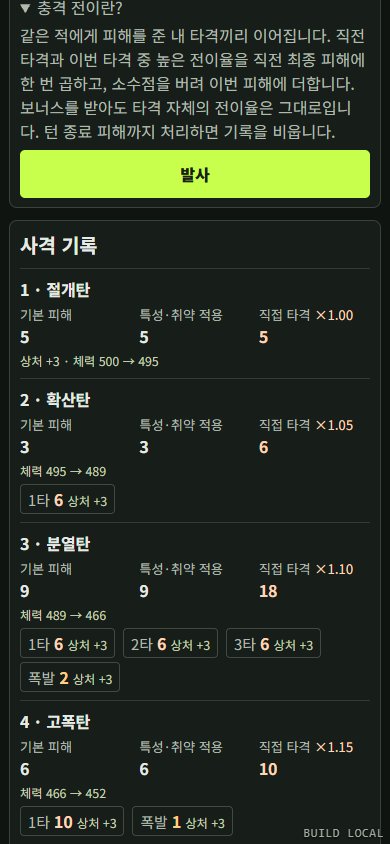 ▼ 충격 전이란?
같은 적에게 피해를 준 내 타격끼리 이어집니다. 직전
타격과 이번 타격 중 높은 전이율을 직전 최종 피해에
한 번 곱하고, 소수점을 버려 이번 피해에 더합니다.
보너스를 받아도 타격 자체의 전이율은 그대로입니
다. 턴 종료 피해까지 처리하면 기록을 비웁니다.
발사
사격 기록
1 · 절개탄
기본 피해 특성·취약 적용 직접 타격 ×1.00
5 5 5
상처 +3 · 체력 500 → 495
2 · 확산탄
기본 피해 특성·취약 적용 직접 타격 ×1.05
3 3 6
체력 495 → 489
1타 6 상처 +3
3 · 분열탄
기본 피해 특성·취약 적용 직접 타격 ×1.10
9 9 18
체력 489 → 466
1타 6 상처 +3 2타 6 상처 +3 3타 6 상처 +3
폭발 2 상처 +3
4 · 고폭탄
기본 피해 특성·취약 적용 직접 타격 ×1.15
6 6 10
체력 466 → 452
1타 10 상처 +3 폭발 1 상처 +3
BUILD LOCAL